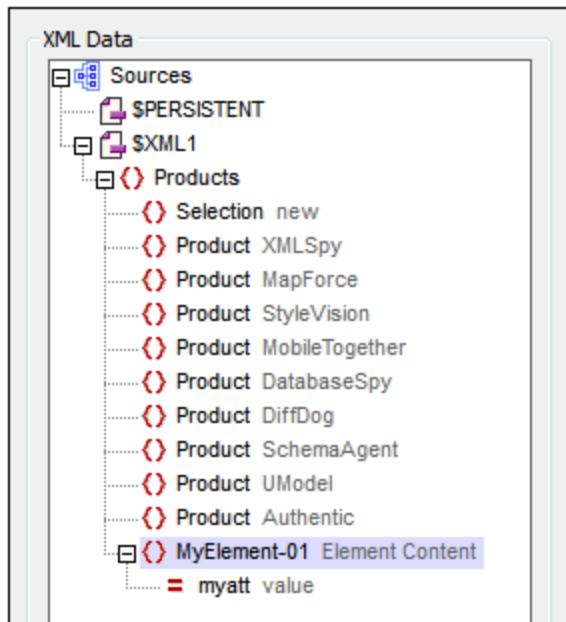 XML Data
Sources
$PERSISTENT
$XML1
Products
Selection new
Product XMLSpy
Product MapForce
Product StyleVision
Product MobileTogether
Product DatabaseSpy
Product DiffDog
Product SchemaAgent
Product UModel
Product Authentic
MyElement-01 Element Content
myatt value